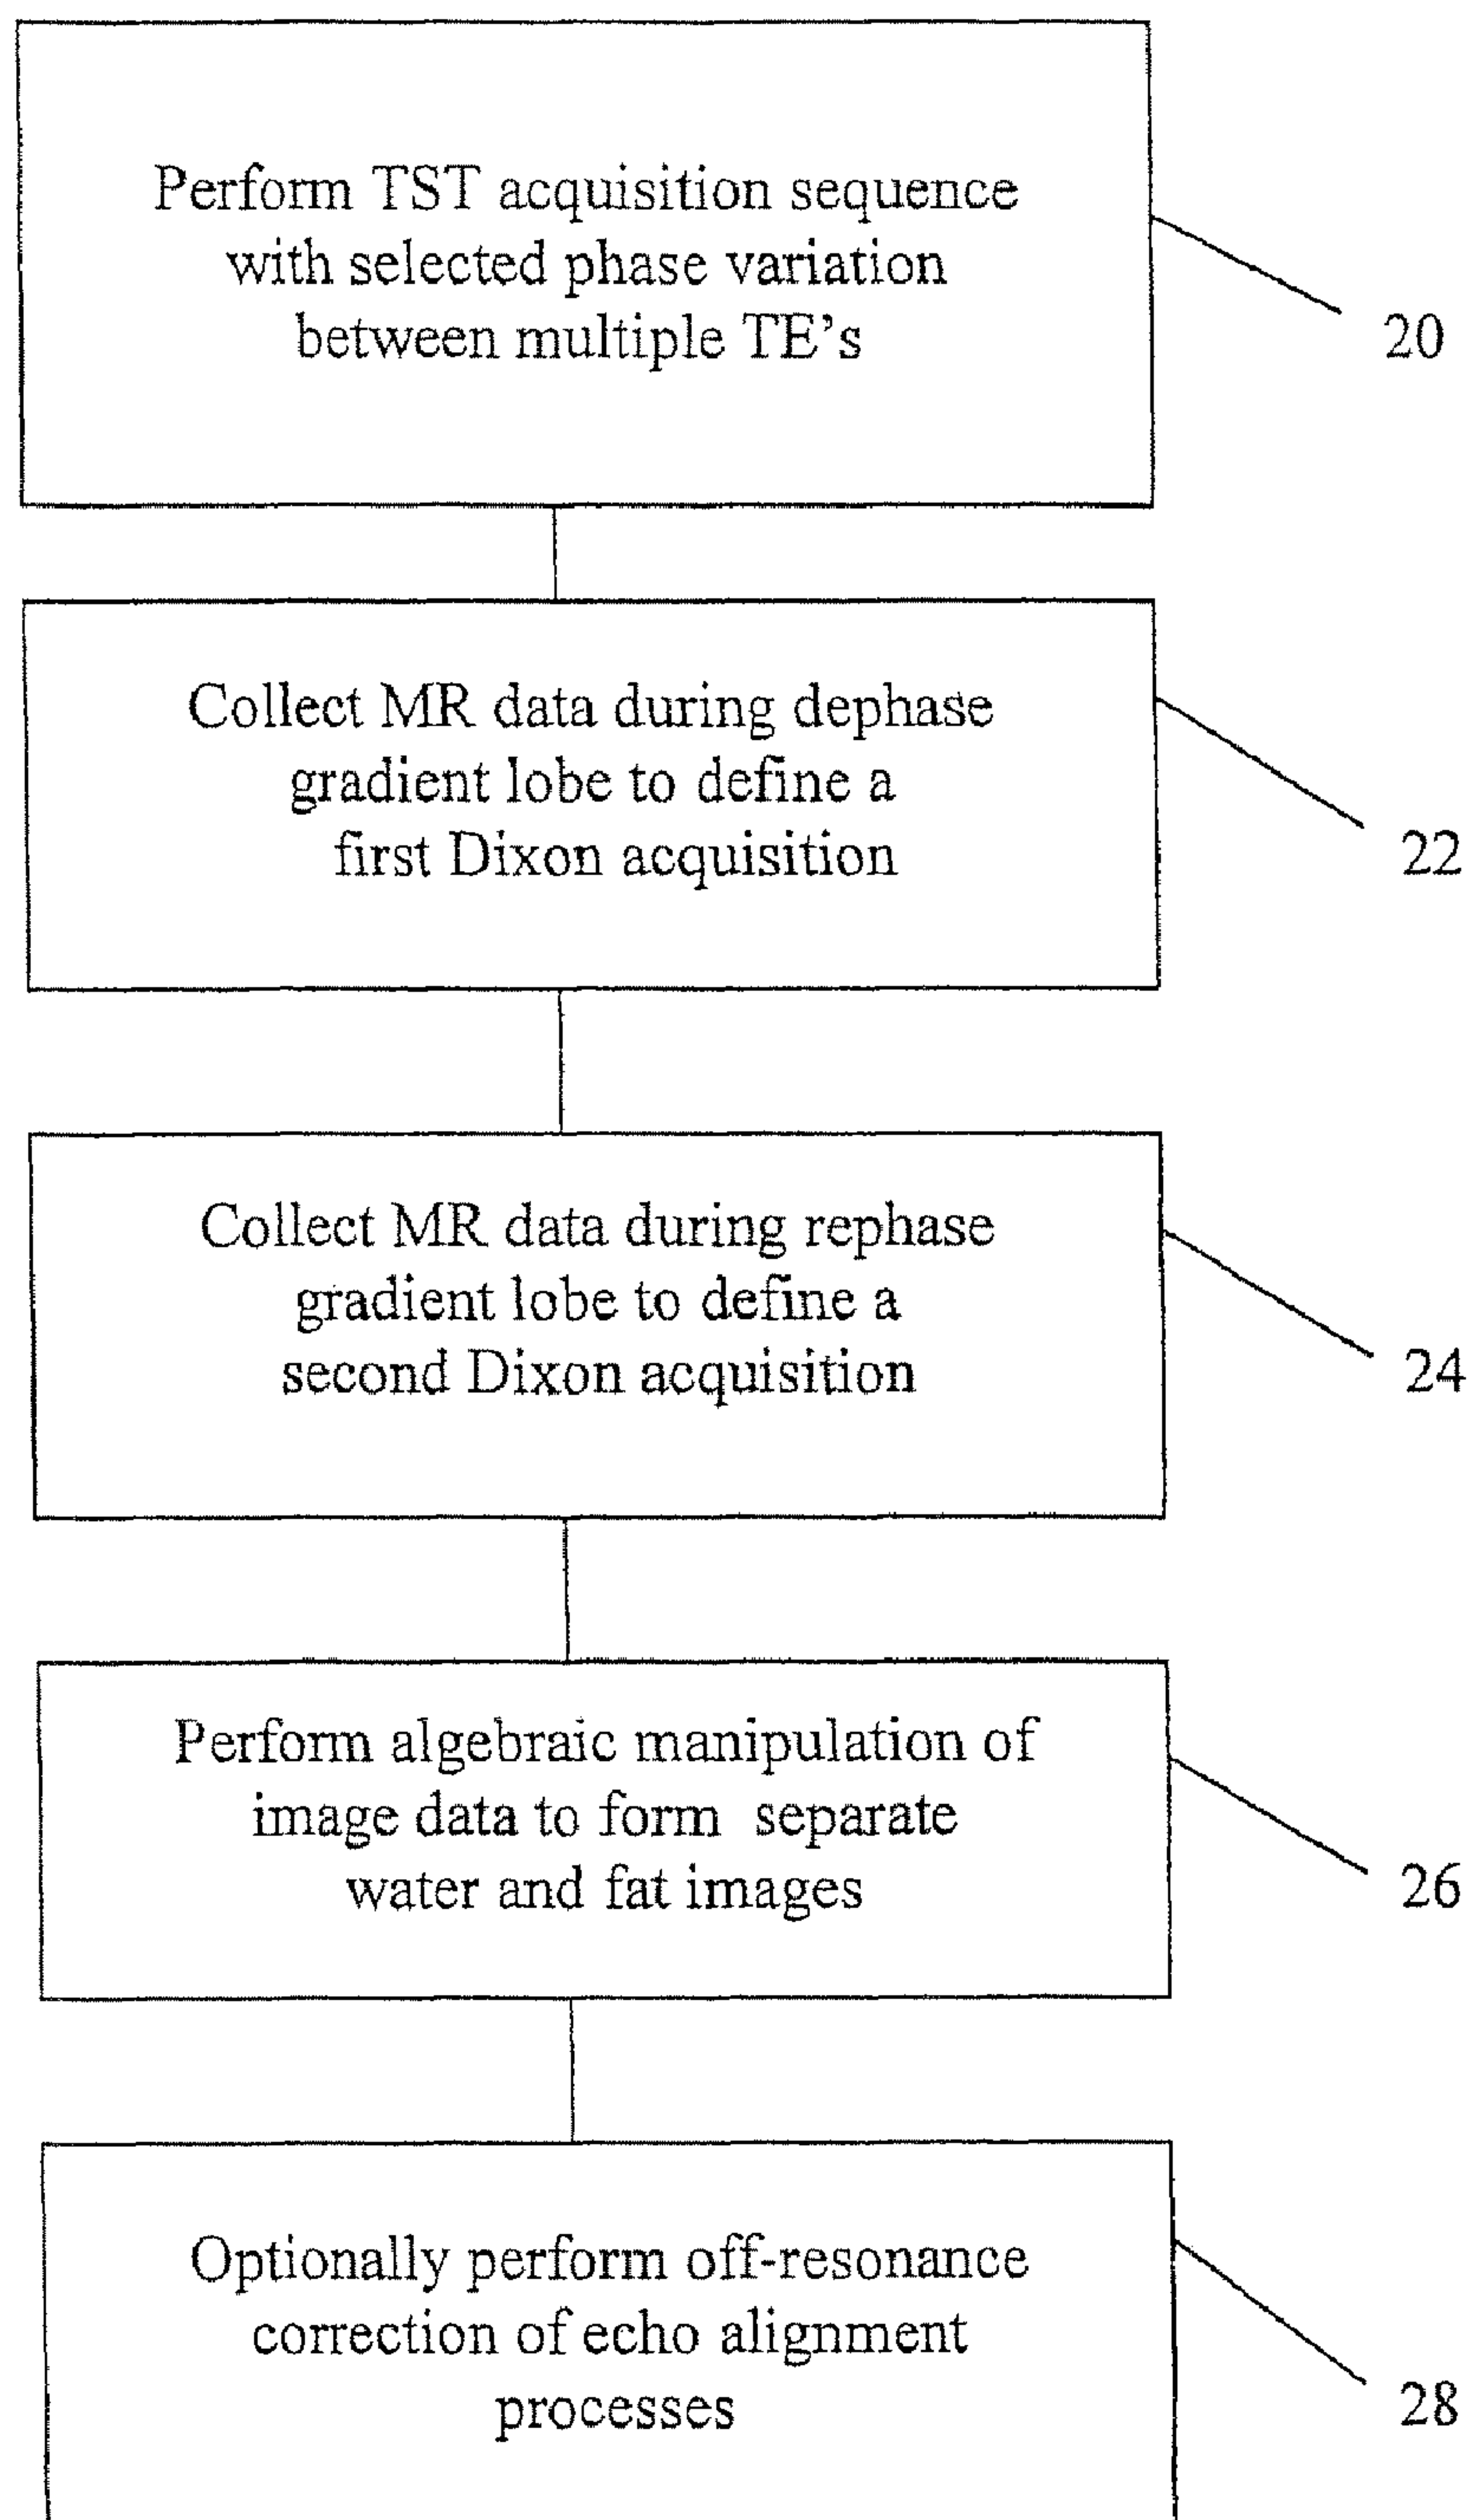 Perform TST acquisition sequence
with selected phase variation
between multiple TE's
20
Collect MR data during dephase
gradient lobe to define a
first Dixon acquisition
22
Collect MR data during rephase
gradient lobe to define a
second Dixon acquisition
24
Perform algebraic manipulation of
image data to form separate
water and fat images
26
Optionally perform off-resonance
correction of echo alignment
processes
28